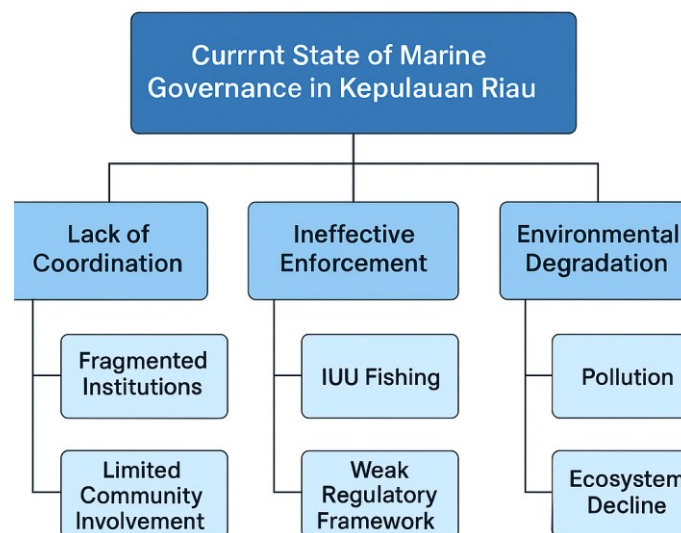 Currrnt State of Marine
Governance in Kepulauan Riau
Lack of
Coordination
Ineffective
Enforcement
Environmental
Degradation
Fragmented
Institutions
IUU Fishing
Pollution
Limited
Community
Involvement
Weak
Regulatory
Framework
Ecosystem
Decline